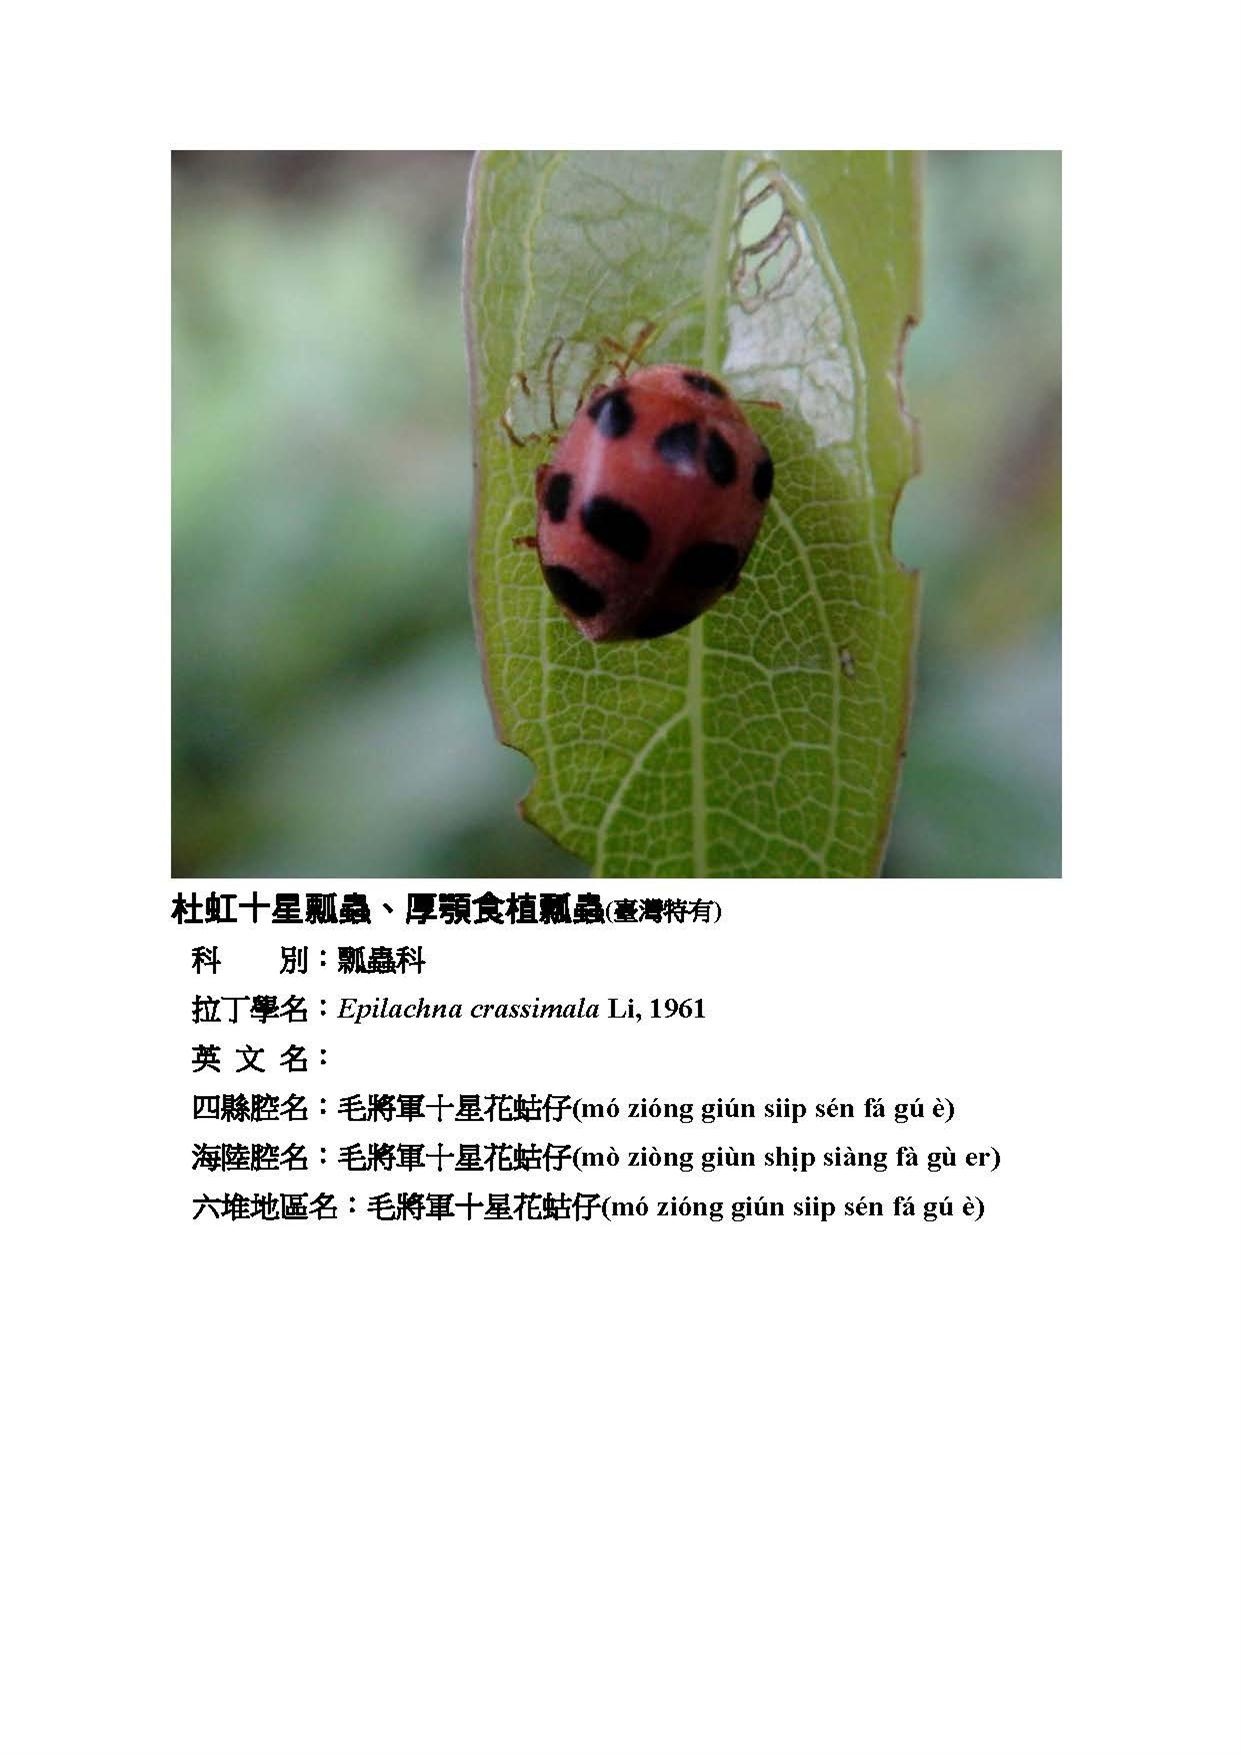 杜虹十星瓢蟲、厚顎食植瓢蟲(臺灣特有)
科　　別：瓢蟲科
拉丁學名：Epilachna crassimala Li, 1961
英 文 名：
四縣腔名：毛將軍十星花蛄仔(mó zióng giún siip sén fá gú è)
海陸腔名：毛將軍十星花蛄仔(mò ziòng giùn shịp siàng fà gù er)
六堆地區名：毛將軍十星花蛄仔(mó zióng giún siip sén fá gú è)